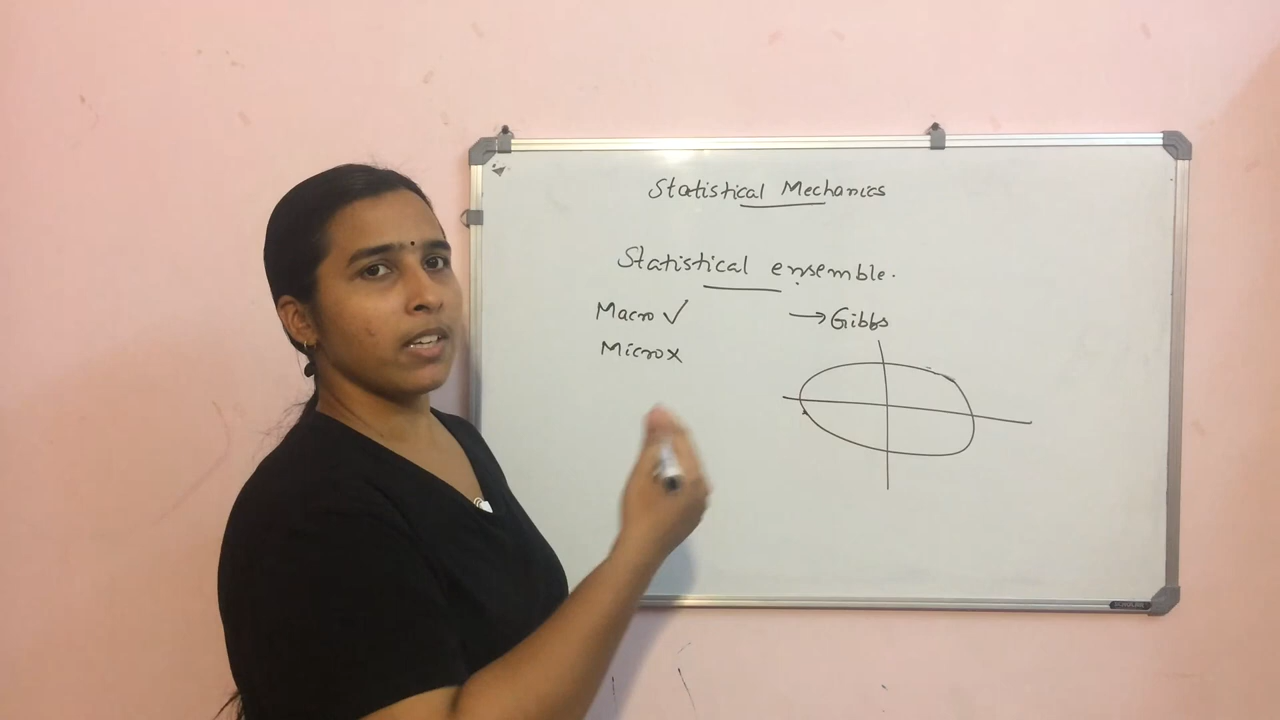 Statistical Mechanics
Statistical ensemble.
Macro ✓
→ Gibbs
Micro x